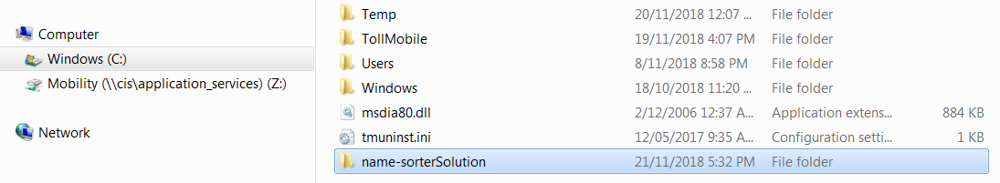 Temp 20/11/2018 12:07 ... File folder
Computer
TollMobile 19/11/2018 4:07 PM File folder
Windows (C:)
Users 8/11/2018 8:58 PM File folder
Mobility (\\cis\application_services) (Z:)
Windows 18/10/2018 11:20 ... File folder
msdia80.dll 2/12/2006 12:37 A... Application extens... 884 KB
Network
tmuninst.ini 12/05/2017 9:35 A... Configuration setti... 1 KB
name-sorterSolution 21/11/2018 5:32 PM File folder